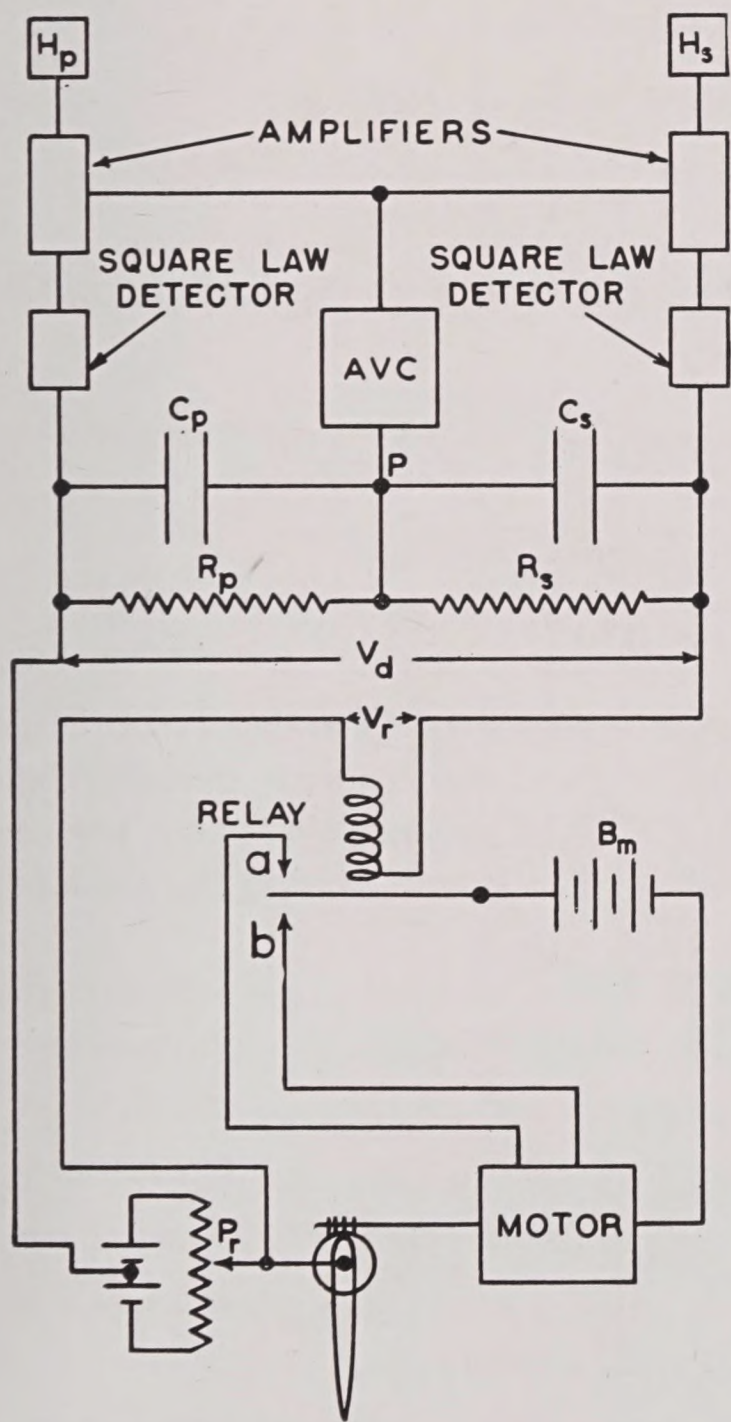 Hp
Hs
AMPLIFIERS
SQUARE LAW
DETECTOR
SQUARE LAW
DETECTOR
AVC
Cp
Cs
P
Rp
Rs
Vd
Vr
RELAY
a
Bm
b
Pr
MOTOR